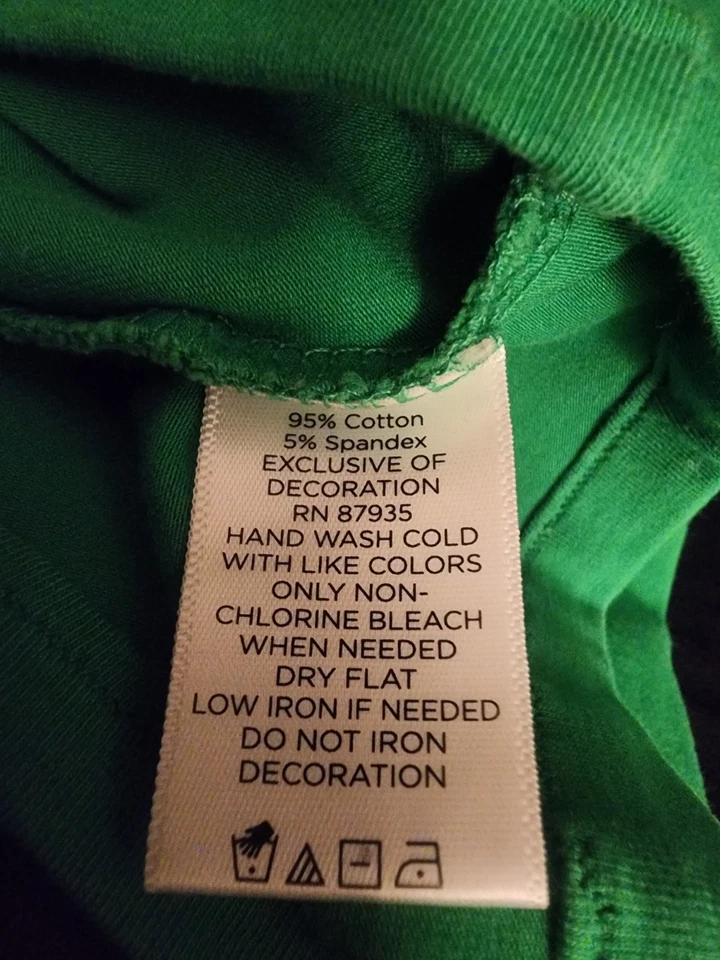 95% Cotton
5% Spandex
EXCLUSIVE OF
DECORATION
RN 87935
HAND WASH COLD
WITH LIKE COLORS
ONLY NON-
CHLORINE BLEACH
WHEN NEEDED
DRY FLAT
LOW IRON IF NEEDED
DO NOT IRON
DECORATION